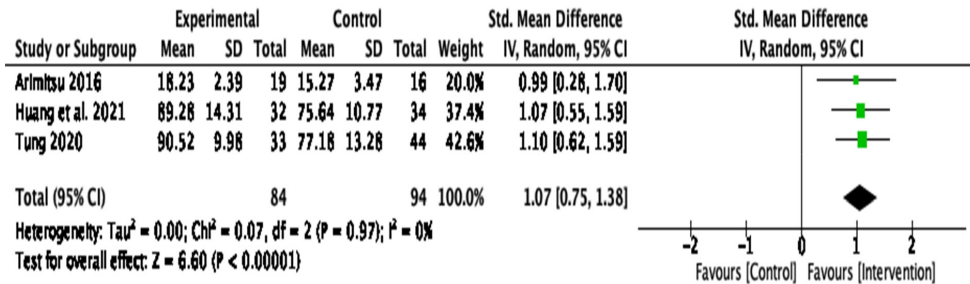 Experimental Control Std. Mean Difference Std. Mean Difference
Study or Subgroup Mean SD Total Mean SD Total Weight IV, Random, 95% CI IV, Random, 95% CI
Arimitsu 2016 18.23 2.39 19 15.27 3.47 16 20.0% 0.99 [0.28, 1.70]
Huang et al. 2021 89.28 14.31 32 75.64 10.77 34 37.4% 1.07 [0.55, 1.59]
Tung 2020 90.52 9.98 33 77.18 13.28 44 42.6% 1.10 [0.62, 1.59]
Total (95% CI) 84 94 100.0% 1.07 [0.75, 1.38]
Heterogeneity: Tau² = 0.00; Chi² = 0.07, df = 2 (P = 0.97); I² = 0%
Test for overall effect: Z = 6.60 (P < 0.00001)
-2 -1 0 1 2
Favours [Control] Favours [Intervention]